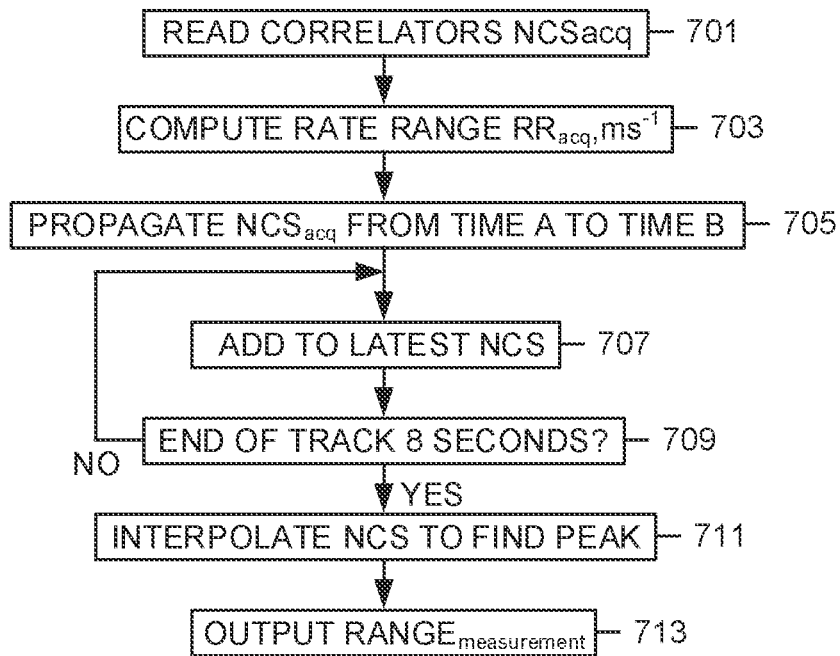 READ CORRELATORS NCSacq 701
COMPUTE RATE RANGE RRacq,ms⁻¹ 703
PROPAGATE NCSacq FROM TIME A TO TIME B 705
ADD TO LATEST NCS 707
END OF TRACK 8 SECONDS? 709
NO
YES
INTERPOLATE NCS TO FIND PEAK 711
OUTPUT RANGEmeasurement 713